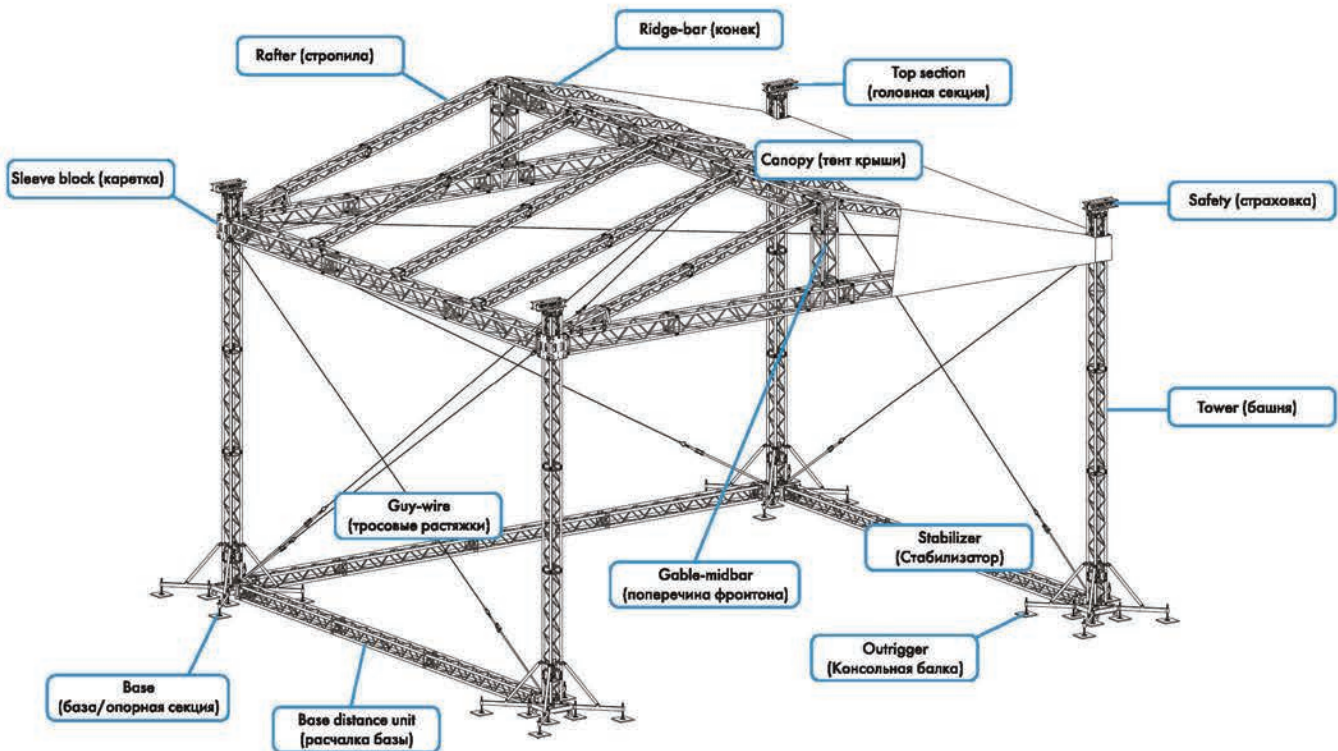 Ridge-bar (конек)
Rafter (стропила)
Top section
(головная секция)
Canopy (тент крыши)
Sleeve block (каретка)
Safety (страховка)
Tower (башня)
Guy-wire
(тросовые растяжки)
Stabilizer
(Стабилизатор)
Gable-midbar
(поперечина фронтона)
Outrigger
(Консольная балка)
Base
(база/опорная секция)
Base distance unit
(расчалка базы)